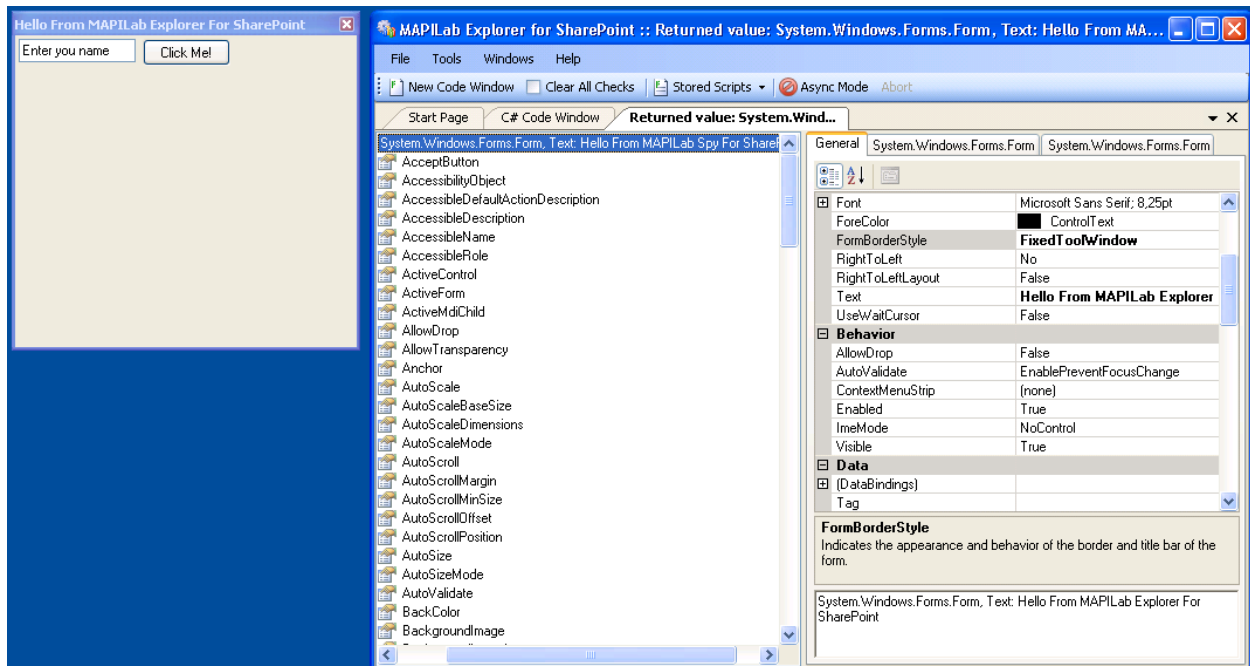 Hello From MAPILab Explorer For SharePoint
Enter you name
Click Me!
MAPILab Explorer for SharePoint :: Returned value: System.Windows.Forms.Form, Text: Hello From MA...
File Tools Windows Help
New Code Window Clear All Checks Stored Scripts Async Mode Abort
Start Page C# Code Window Returned value: System.Wind...
System.Windows.Forms.Form, Text: Hello From MAPILab Spy For ShareP
AcceptButton
AccessibilityObject
AccessibleDefaultActionDescription
AccessibleDescription
AccessibleName
AccessibleRole
ActiveControl
ActiveForm
ActiveMdiChild
AllowDrop
AllowTransparency
Anchor
AutoScale
AutoScaleBaseSize
AutoScaleDimensions
AutoScaleMode
AutoScroll
AutoScrollMargin
AutoScrollMinSize
AutoScrollOffset
AutoScrollPosition
AutoSize
AutoSizeMode
AutoValidate
BackColor
BackgroundImage
General System.Windows.Forms.Form System.Windows.Forms.Form
Font Microsoft Sans Serif; 8,25pt
ForeColor ControlText
FormBorderStyle FixedToolWindow
RightToLeft No
RightToLeftLayout False
Text Hello From MAPILab Explorer
UseWaitCursor False
Behavior
AllowDrop False
AutoValidate EnablePreventFocusChange
ContextMenuStrip (none)
Enabled True
ImeMode NoControl
Visible True
Data
(DataBindings)
Tag
FormBorderStyle
Indicates the appearance and behavior of the border and title bar of the
form.
System.Windows.Forms.Form, Text: Hello From MAPILab Explorer For
SharePoint